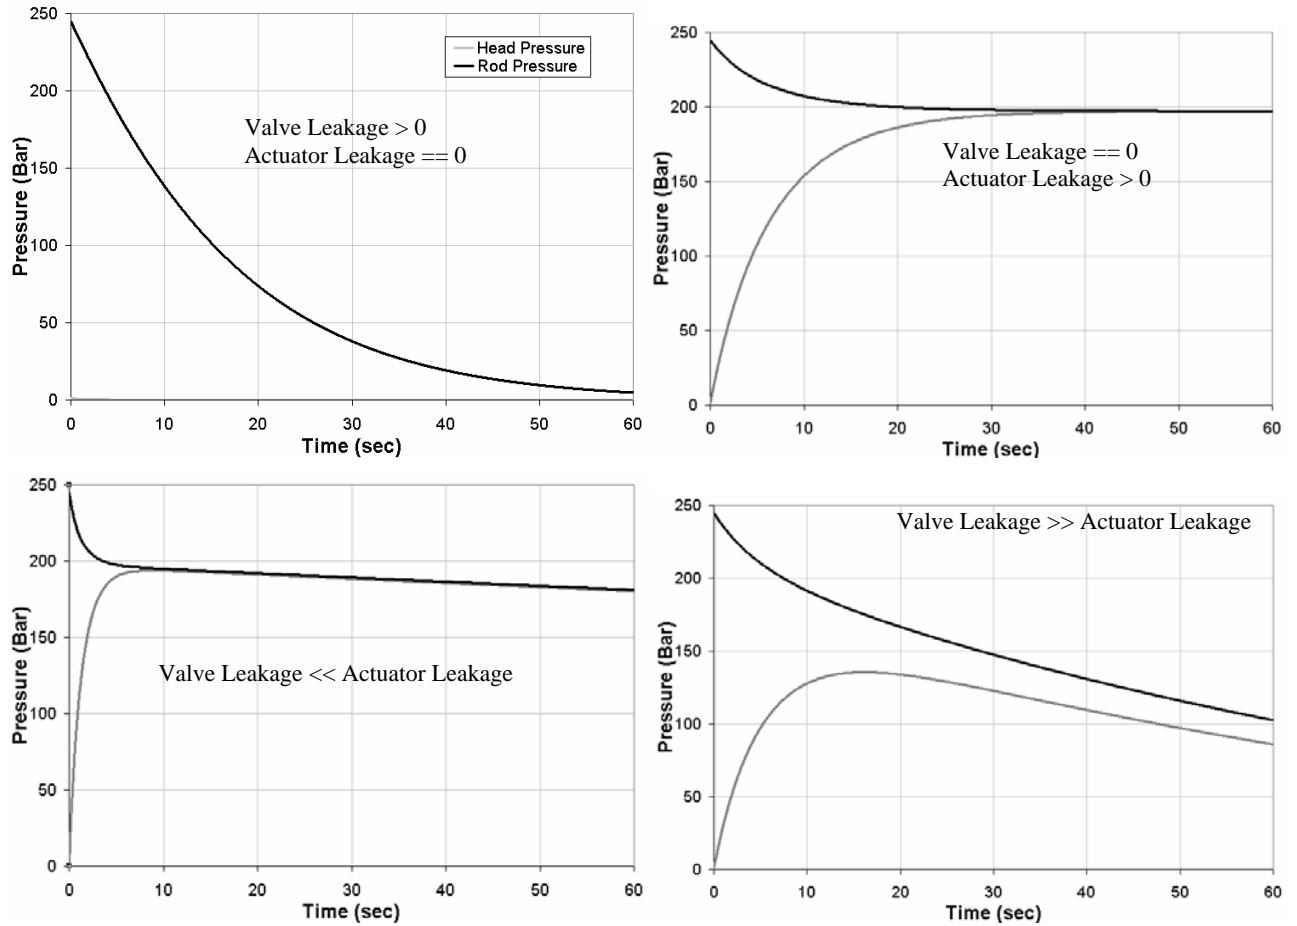 250
200
150
100
50
0
0 10 20 30 40 50 60
Pressure (Bar)
Time (sec)
Head Pressure
Rod Pressure
Valve Leakage > 0
Actuator Leakage == 0
250
200
150
100
50
0
0 10 20 30 40 50 60
Pressure (Bar)
Time (sec)
Valve Leakage == 0
Actuator Leakage > 0
250
200
150
100
50
0
0 10 20 30 40 50 60
Pressure (Bar)
Time (sec)
Valve Leakage << Actuator Leakage
250
200
150
100
50
0
0 10 20 30 40 50 60
Pressure (Bar)
Time (sec)
Valve Leakage >> Actuator Leakage